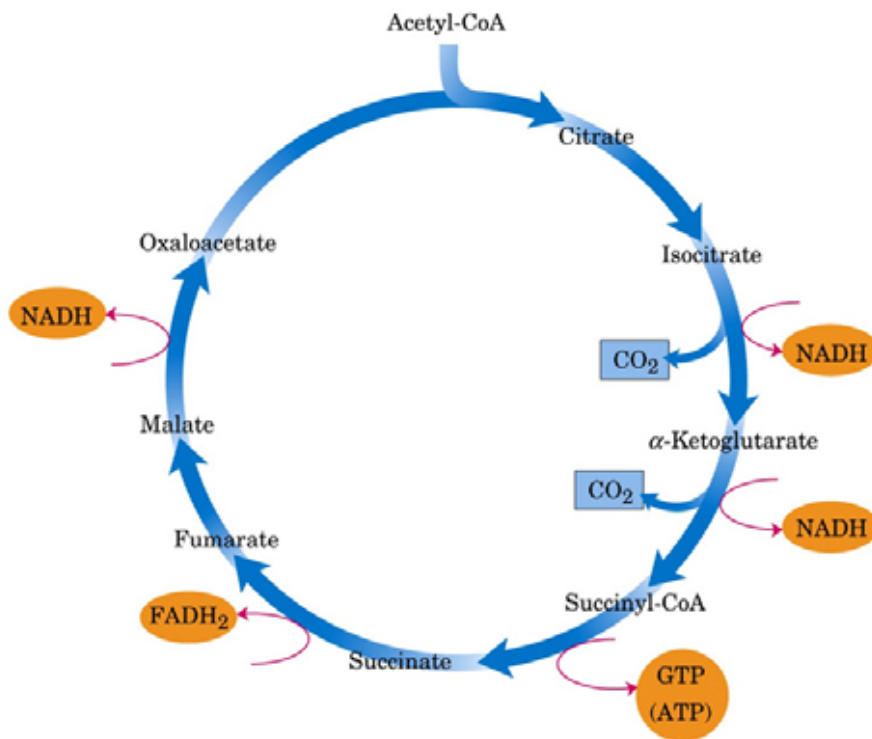 Acetyl-CoA
Citrate
Oxaloacetate
Isocitrate
NADH
CO₂
NADH
Malate
α-Ketoglutarate
CO₂
NADH
Fumarate
Succinyl-CoA
FADH₂
Succinate
GTP
(ATP)